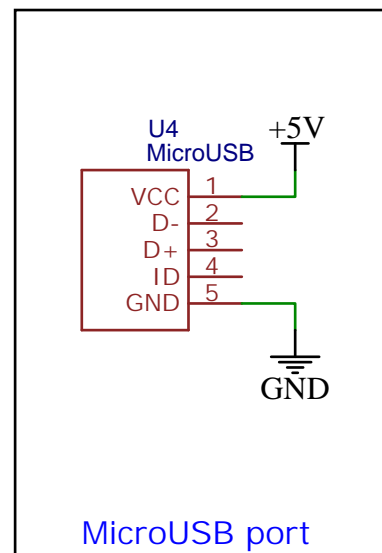 U4
MicroUSB
+5V
VCC 1
D- 2
D+ 3
ID 4
GND 5
GND
MicroUSB port